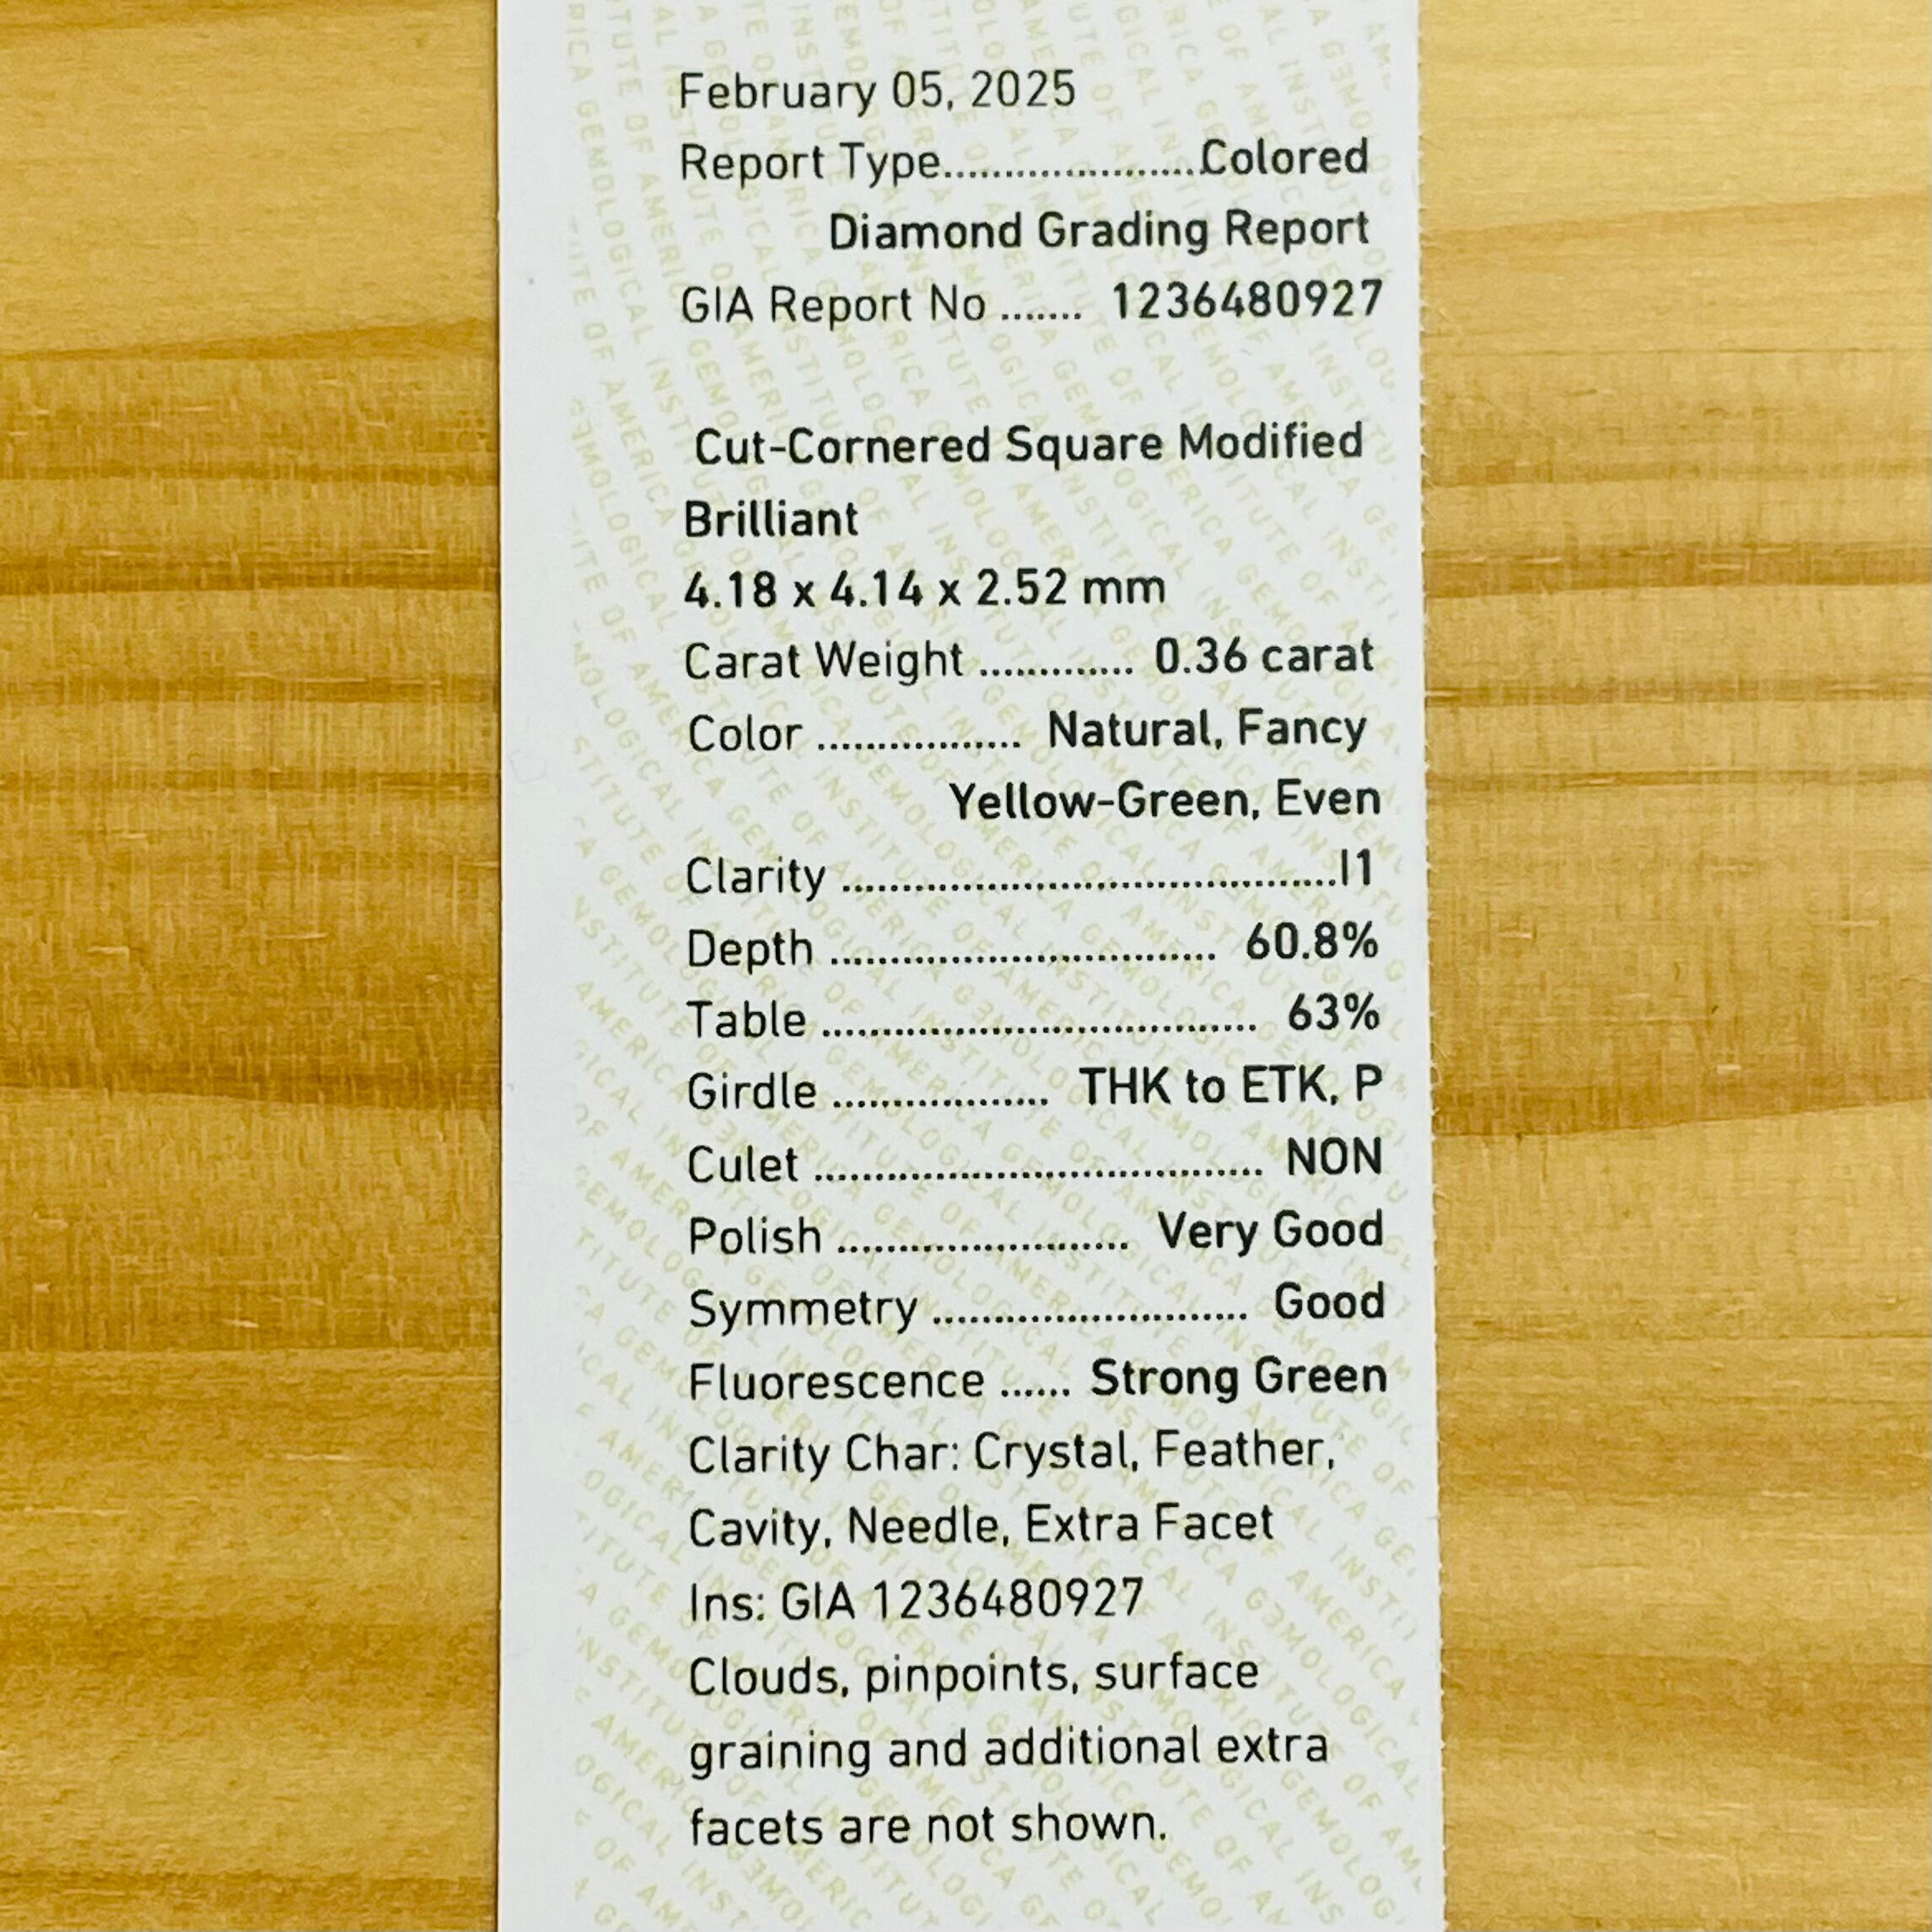 February 05, 2025
Report Type.....................Colored
Diamond Grading Report
GIA Report No ....... 1236480927
Cut-Cornered Square Modified
Brilliant
4.18 x 4.14 x 2.52 mm
Carat Weight ............. 0.36 carat
Color ................. Natural, Fancy
Yellow-Green, Even
Clarity ..........................................I1
Depth ................................ 60.8%
Table .................................... 63%
Girdle .................. THK to ETK, P
Culet ..................................... NON
Polish ........................ Very Good
Symmetry .......................... Good
Fluorescence ...... Strong Green
Clarity Char: Crystal, Feather,
Cavity, Needle, Extra Facet
Ins: GIA 1236480927
Clouds, pinpoints, surface
graining and additional extra
facets are not shown.